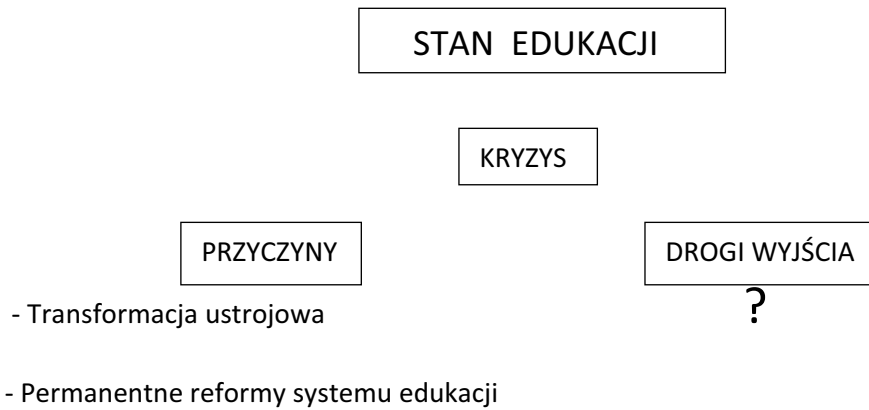 STAN EDUKACJI
KRYZYS
PRZYCZYNY
DROGI WYJŚCIA
- Transformacja ustrojowa
?
- Permanentne reformy systemu edukacji